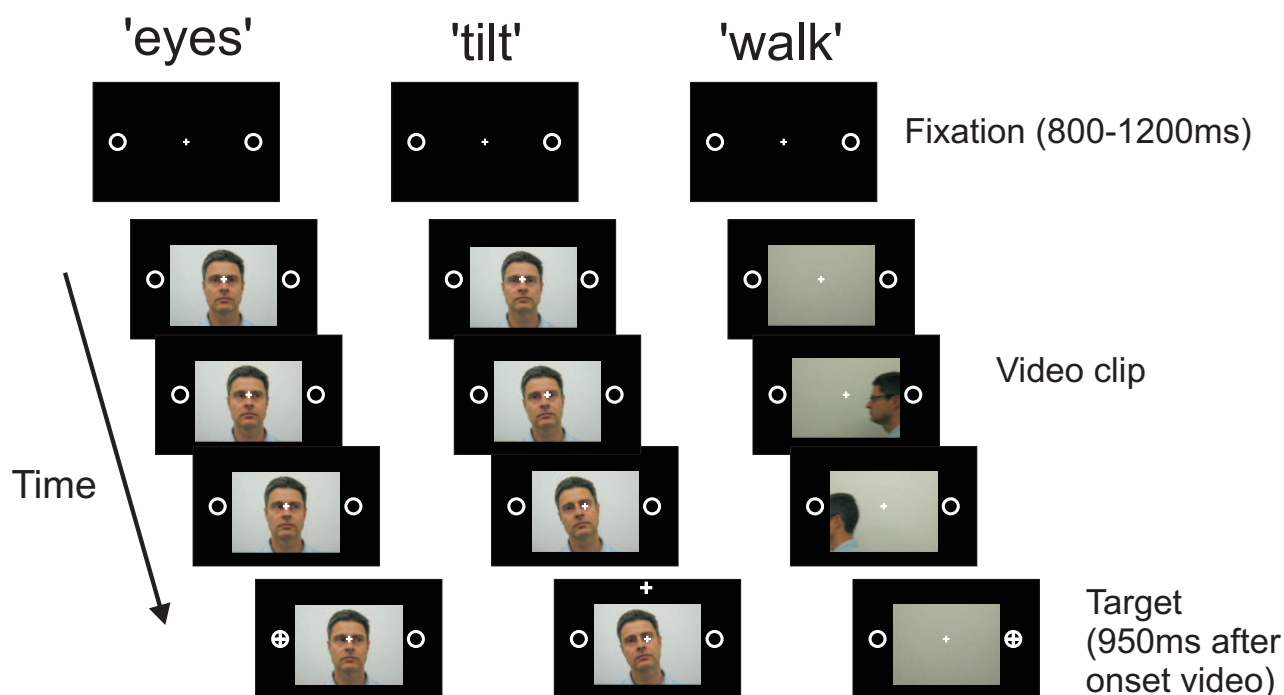 'eyes'
'tilt'
'walk'
Fixation (800-1200ms)
Video clip
Time
Target
(950ms after
onset video)